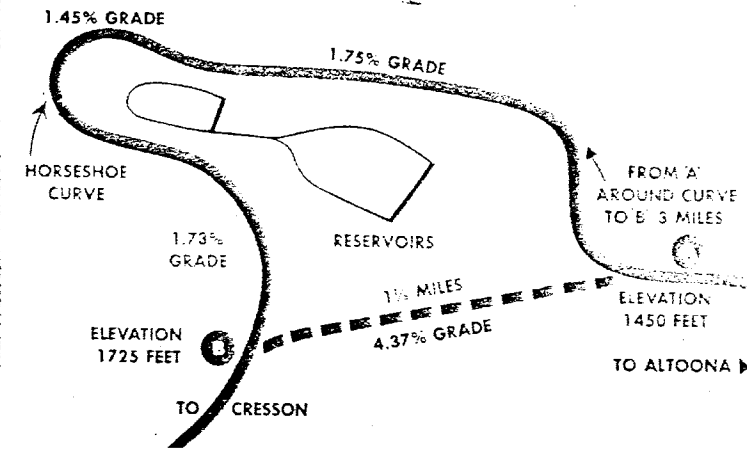 1.45% GRADE
1.75% GRADE
HORSESHOE
CURVE
FROM 'A'
AROUND CURVE
TO 'B' 3 MILES
RESERVOIRS
1.73%
GRADE
MILES
4.37% GRADE
ELEVATION
1450 FEET
ELEVATION
1725 FEET
TO ALTOONA
TO CRESSON